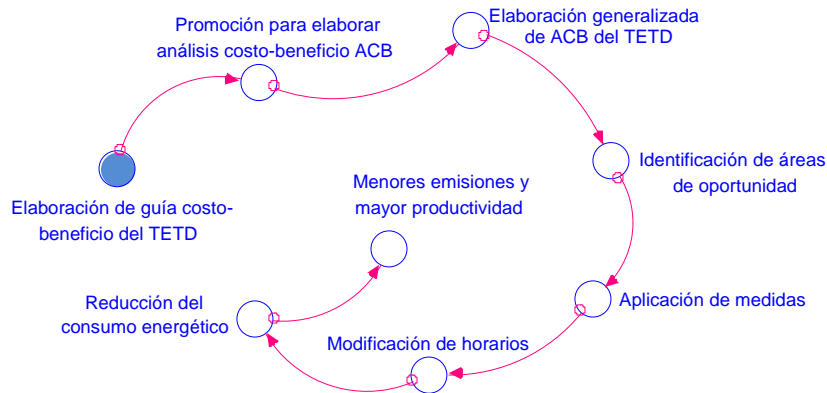 Promoción para elaborar
análisis costo-beneficio ACB
Elaboración generalizada
de ACB del TETD
Identificación de áreas
de oportunidad
Aplicación de medidas
Modificación de horarios
Reducción del
consumo energético
Menores emisiones y
mayor productividad
Elaboración de guía costo-
beneficio del TETD